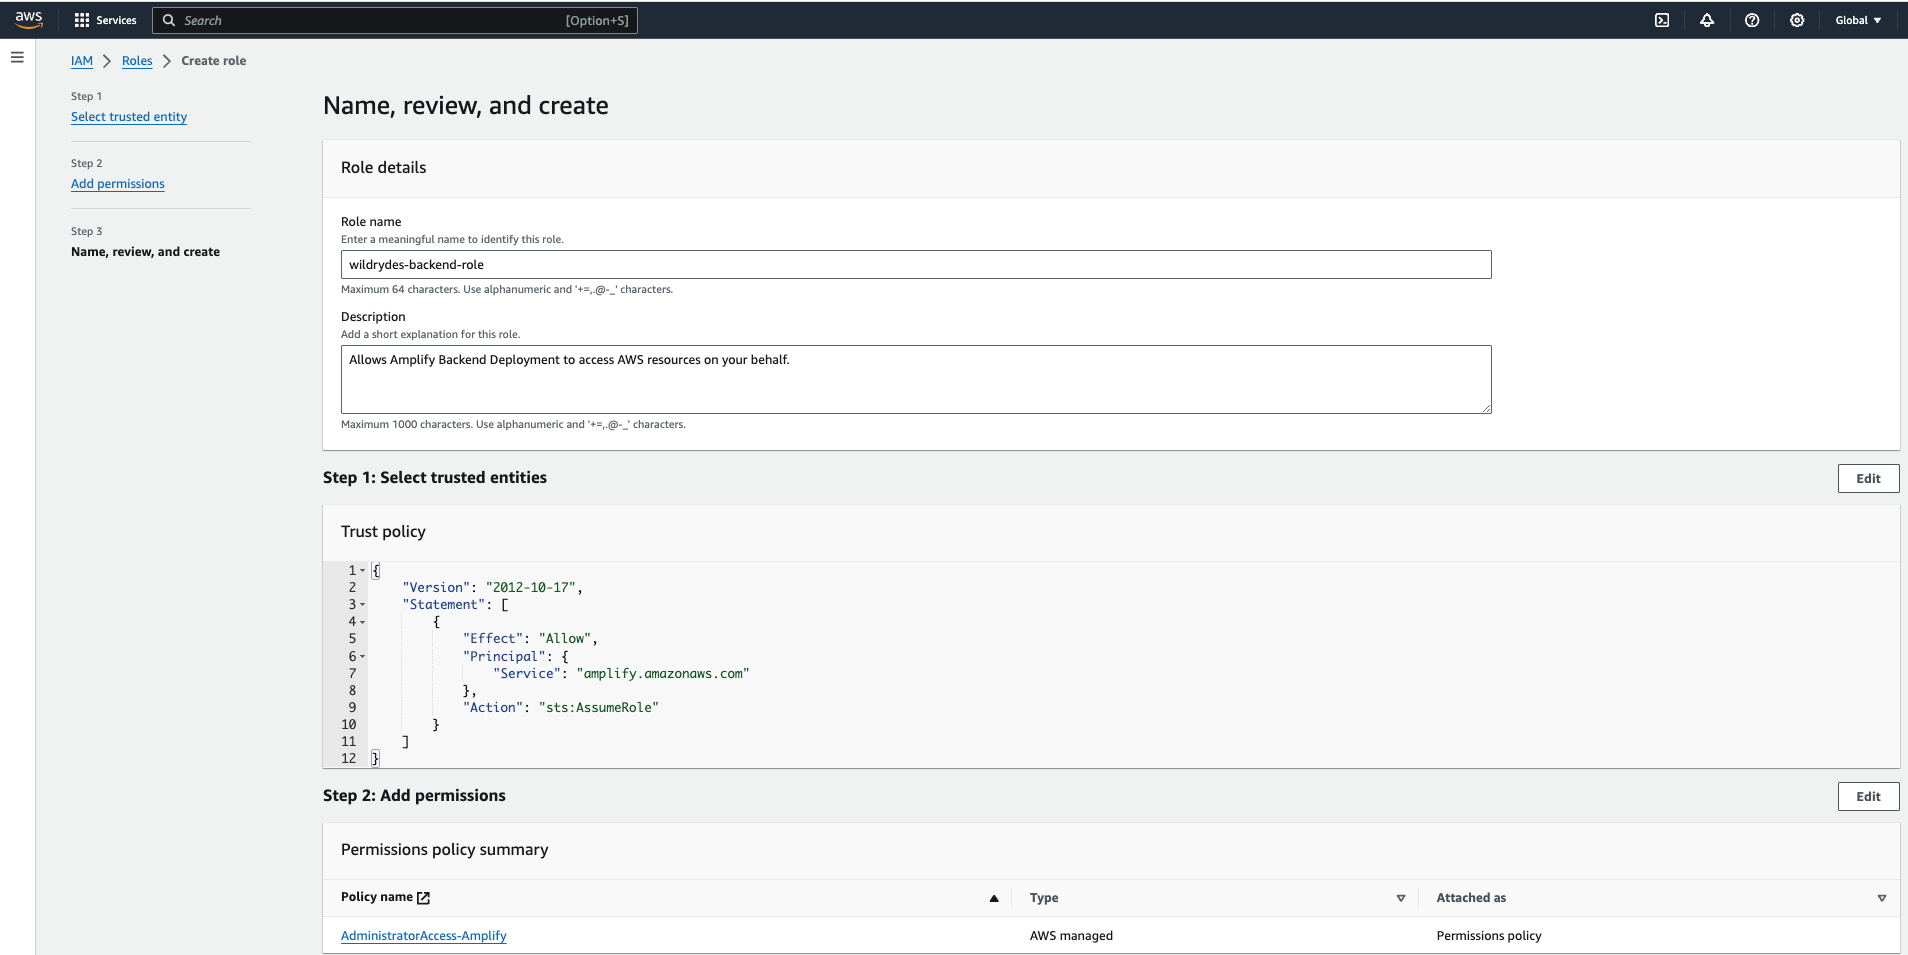 aws
Services
Search
[Option+S]
Global
IAM
Roles
Create role
Step 1
Select trusted entity
Step 2
Add permissions
Step 3
Name, review, and create
Name, review, and create
Role details
Role name
Enter a meaningful name to identify this role.
wildrydes-backend-role
Maximum 64 characters. Use alphanumeric and '+=,.@-_' characters.
Description
Add a short explanation for this role.
Allows Amplify Backend Deployment to access AWS resources on your behalf.
Maximum 1000 characters. Use alphanumeric and '+=,.@-_' characters.
Step 1: Select trusted entities
Edit
Trust policy
1 {
2 "Version": "2012-10-17",
3 "Statement": [
4 {
5 "Effect": "Allow",
6 "Principal": {
7 "Service": "amplify.amazonaws.com"
8 },
9 "Action": "sts:AssumeRole"
10 }
11 ]
12 }
Step 2: Add permissions
Edit
Permissions policy summary
Policy name
Type
Attached as
AdministratorAccess-Amplify
AWS managed
Permissions policy